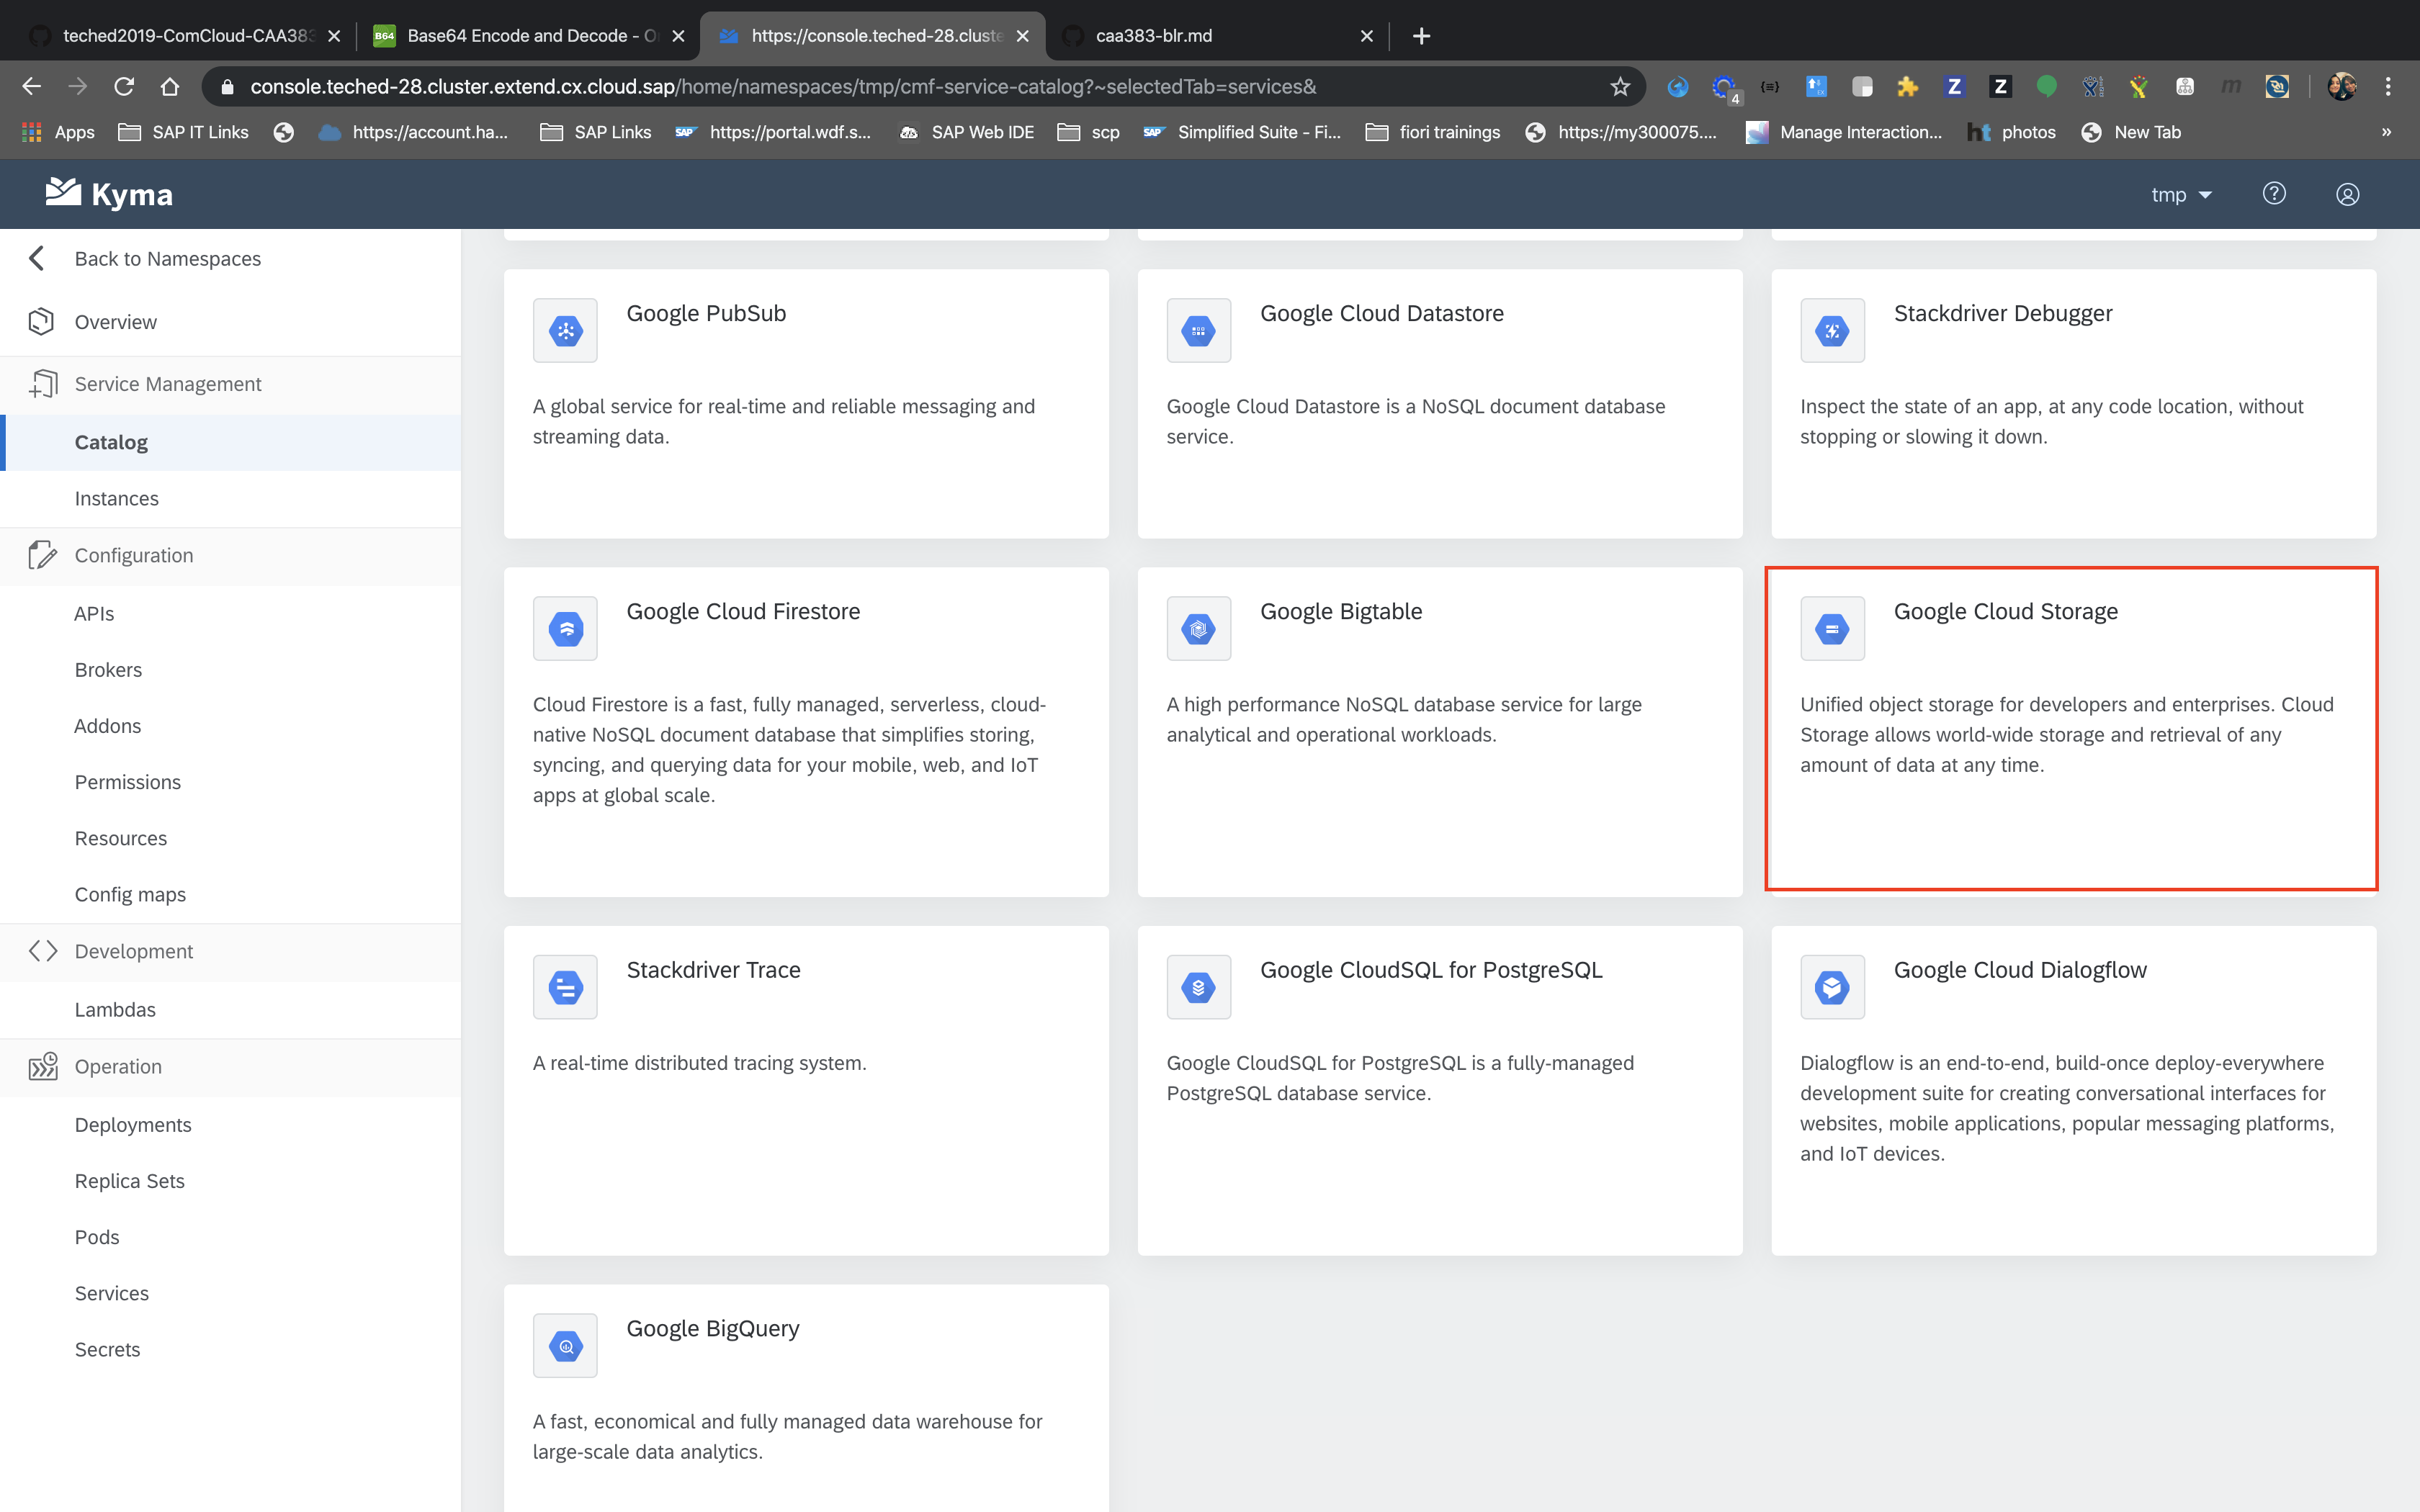 teched2019-ComCloud-CAA383
B64
Base64 Encode and Decode - O
https://console.teched-28.cluste
caa383-blr.md
console.teched-28.cluster.extend.cx.cloud.sap/home/namespaces/tmp/cmf-service-catalog?~selectedTab=services&
4
Z
Z
m
Apps
SAP IT Links
https://account.ha...
SAP Links
SAP
https://portal.wdf.s...
SAP Web IDE
scp
SAP
Simplified Suite - Fi...
fiori trainings
https://my300075....
Manage Interaction...
ht
photos
New Tab
»
Kyma
tmp
?
Back to Namespaces
Overview
Service Management
Catalog
Instances
Configuration
APIs
Brokers
Addons
Permissions
Resources
Config maps
Development
Lambdas
Operation
Deployments
Replica Sets
Pods
Services
Secrets
Google PubSub
A global service for real-time and reliable messaging and
streaming data.
Google Cloud Datastore
Google Cloud Datastore is a NoSQL document database
service.
Stackdriver Debugger
Inspect the state of an app, at any code location, without
stopping or slowing it down.
Google Cloud Firestore
Cloud Firestore is a fast, fully managed, serverless, cloud-
native NoSQL document database that simplifies storing,
syncing, and querying data for your mobile, web, and IoT
apps at global scale.
Google Bigtable
A high performance NoSQL database service for large
analytical and operational workloads.
Google Cloud Storage
Unified object storage for developers and enterprises. Cloud
Storage allows world-wide storage and retrieval of any
amount of data at any time.
Stackdriver Trace
A real-time distributed tracing system.
Google CloudSQL for PostgreSQL
Google CloudSQL for PostgreSQL is a fully-managed
PostgreSQL database service.
Google Cloud Dialogflow
Dialogflow is an end-to-end, build-once deploy-everywhere
development suite for creating conversational interfaces for
websites, mobile applications, popular messaging platforms,
and IoT devices.
Google BigQuery
A fast, economical and fully managed data warehouse for
large-scale data analytics.